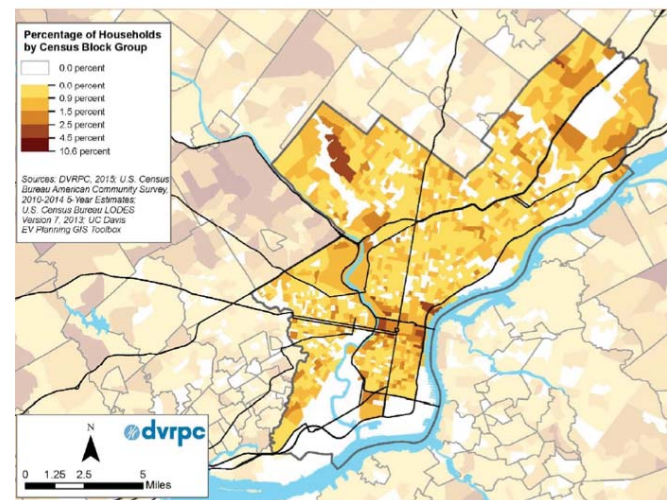 Percentage of Households
by Census Block Group
0.0 percent
0.0 percent
0.9 percent
1.5 percent
2.5 percent
4.5 percent
10.6 percent
Sources: DVRPC, 2015; U.S. Census
Bureau American Community Survey,
2010-2014 5-Year Estimates;
U.S. Census Bureau LODES
Version 7, 2013; UC Davis
EV Planning GIS Toolbox
N
dvrpc
0 1.25 2.5 5
Miles